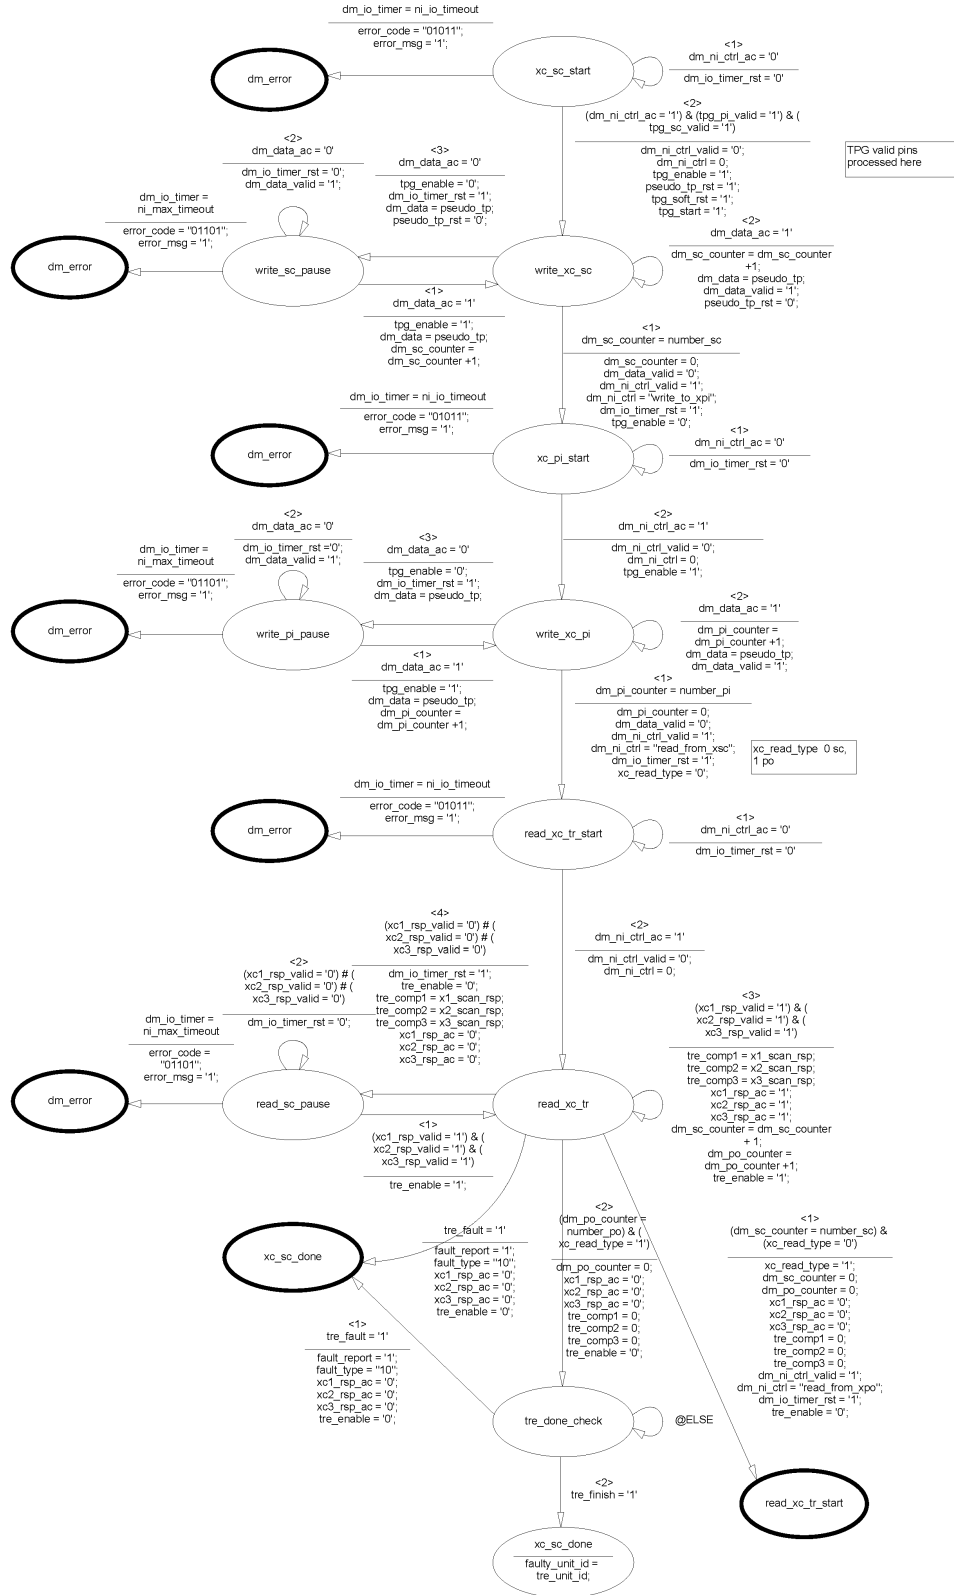 dm_io_timer = ni_io_timeout
error_code = "01011";
error_msg = '1';
dm_error
xc_sc_start
<1>
dm_ni_ctrl_ac = '0'
dm_io_timer_rst = '0'
<2>
(dm_ni_ctrl_ac = '1') & (tpg_pi_valid = '1') & (
tpg_sc_valid = '1')
dm_ni_ctrl_valid = '0';
dm_ni_ctrl = 0;
tpg_enable = '1';
pseudo_tp_rst = '1';
tpg_soft_rst = '1';
tpg_start = '1';
TPG valid pins
processed here
<2>
dm_data_ac = '0'
dm_io_timer_rst = '0';
dm_data_valid = '1';
<3>
dm_data_ac = '0'
tpg_enable = '0';
dm_io_timer_rst = '1';
dm_data = pseudo_tp;
pseudo_tp_rst = '0';
dm_io_timer =
ni_max_timeout
error_code = "01101";
error_msg = '1';
dm_error
write_sc_pause
write_xc_sc
<2>
dm_data_ac = '1'
dm_sc_counter = dm_sc_counter
+1;
dm_data = pseudo_tp;
dm_data_valid = '1';
pseudo_tp_rst = '0';
<1>
dm_data_ac = '1'
tpg_enable = '1';
dm_data = pseudo_tp;
dm_sc_counter =
dm_sc_counter +1;
<1>
dm_sc_counter = number_sc
dm_sc_counter = 0;
dm_data_valid = '0';
dm_ni_ctrl_valid = '1';
dm_ni_ctrl = "write_to_xpi";
dm_io_timer_rst = '1';
tpg_enable = '0';
dm_io_timer = ni_io_timeout
error_code = "01011";
error_msg = '1';
dm_error
xc_pi_start
<1>
dm_ni_ctrl_ac = '0'
dm_io_timer_rst = '0'
<2>
dm_ni_ctrl_ac = '1'
dm_ni_ctrl_valid = '0';
dm_ni_ctrl = 0;
tpg_enable = '1';
<2>
dm_data_ac = '0'
dm_io_timer_rst ='0';
dm_data_valid = '1';
<3>
dm_data_ac = '0'
tpg_enable = '0';
dm_io_timer_rst = '1';
dm_data = pseudo_tp;
dm_io_timer =
ni_max_timeout
error_code = "01101";
error_msg = '1';
dm_error
write_pi_pause
write_xc_pi
<2>
dm_data_ac = '1'
dm_pi_counter =
dm_pi_counter +1;
dm_data = pseudo_tp;
dm_data_valid = '1';
<1>
dm_data_ac = '1'
tpg_enable = '1';
dm_data = pseudo_tp;
dm_pi_counter =
dm_pi_counter +1;
<1>
dm_pi_counter = number_pi
dm_pi_counter = 0;
dm_data_valid = '0';
dm_ni_ctrl_valid = '1';
dm_ni_ctrl = "read_from_xsc";
dm_io_timer_rst = '1';
xc_read_type = '0';
xc_read_type 0 sc,
1 po
dm_io_timer = ni_io_timeout
error_code = "01011";
error_msg = '1';
dm_error
read_xc_tr_start
<1>
dm_ni_ctrl_ac = '0'
dm_io_timer_rst = '0'
<2>
dm_ni_ctrl_ac = '1'
dm_ni_ctrl_valid = '0';
dm_ni_ctrl = 0;
<4>
(xc1_rsp_valid = '0') # (
xc2_rsp_valid = '0') # (
xc3_rsp_valid = '0')
dm_io_timer_rst = '1';
tre_enable = '0';
tre_comp1 = x1_scan_rsp;
tre_comp2 = x2_scan_rsp;
tre_comp3 = x3_scan_rsp;
xc1_rsp_ac = '0';
xc2_rsp_ac = '0';
xc3_rsp_ac = '0';
<2>
(xc1_rsp_valid = '0') # (
xc2_rsp_valid = '0') # (
xc3_rsp_valid = '0')
dm_io_timer_rst = '0';
dm_io_timer =
ni_max_timeout
error_code =
"01101";
error_msg = '1';
dm_error
read_sc_pause
read_xc_tr
<3>
(xc1_rsp_valid = '1') & (
xc2_rsp_valid = '1') & (
xc3_rsp_valid = '1')
tre_comp1 = x1_scan_rsp;
tre_comp2 = x2_scan_rsp;
tre_comp3 = x3_scan_rsp;
xc1_rsp_ac = '1';
xc2_rsp_ac = '1';
xc3_rsp_ac = '1';
dm_sc_counter = dm_sc_counter
+ 1;
dm_po_counter =
dm_po_counter +1;
tre_enable = '1';
<1>
(xc1_rsp_valid = '1') & (
xc2_rsp_valid = '1') & (
xc3_rsp_valid = '1')
tre_enable = '1';
tre_fault = '1'
fault_report = '1';
fault_type = "10";
xc1_rsp_ac = '0';
xc2_rsp_ac = '0';
xc3_rsp_ac = '0';
tre_enable = '0';
<2>
(dm_po_counter =
number_po) & (
xc_read_type = '1')
dm_po_counter = 0;
xc1_rsp_ac = '0';
xc2_rsp_ac = '0';
xc3_rsp_ac = '0';
tre_comp1 = 0;
tre_comp2 = 0;
tre_comp3 = 0;
tre_enable = '0';
<1>
(dm_sc_counter = number_sc) &
(xc_read_type = '0')
xc_read_type = '1';
dm_sc_counter = 0;
dm_po_counter = 0;
xc1_rsp_ac = '0';
xc2_rsp_ac = '0';
xc3_rsp_ac = '0';
tre_comp1 = 0;
tre_comp2 = 0;
tre_comp3 = 0;
dm_ni_ctrl_valid = '1';
dm_ni_ctrl = "read_from_xpo";
dm_io_timer_rst = '1';
tre_enable = '0';
xc_sc_done
<1>
tre_fault = '1'
fault_report = '1';
fault_type = "10";
xc1_rsp_ac = '0';
xc2_rsp_ac = '0';
xc3_rsp_ac = '0';
tre_enable = '0';
tre_done_check
@ELSE
<2>
tre_finish = '1'
read_xc_tr_start
xc_sc_done
faulty_unit_id =
tre_unit_id;